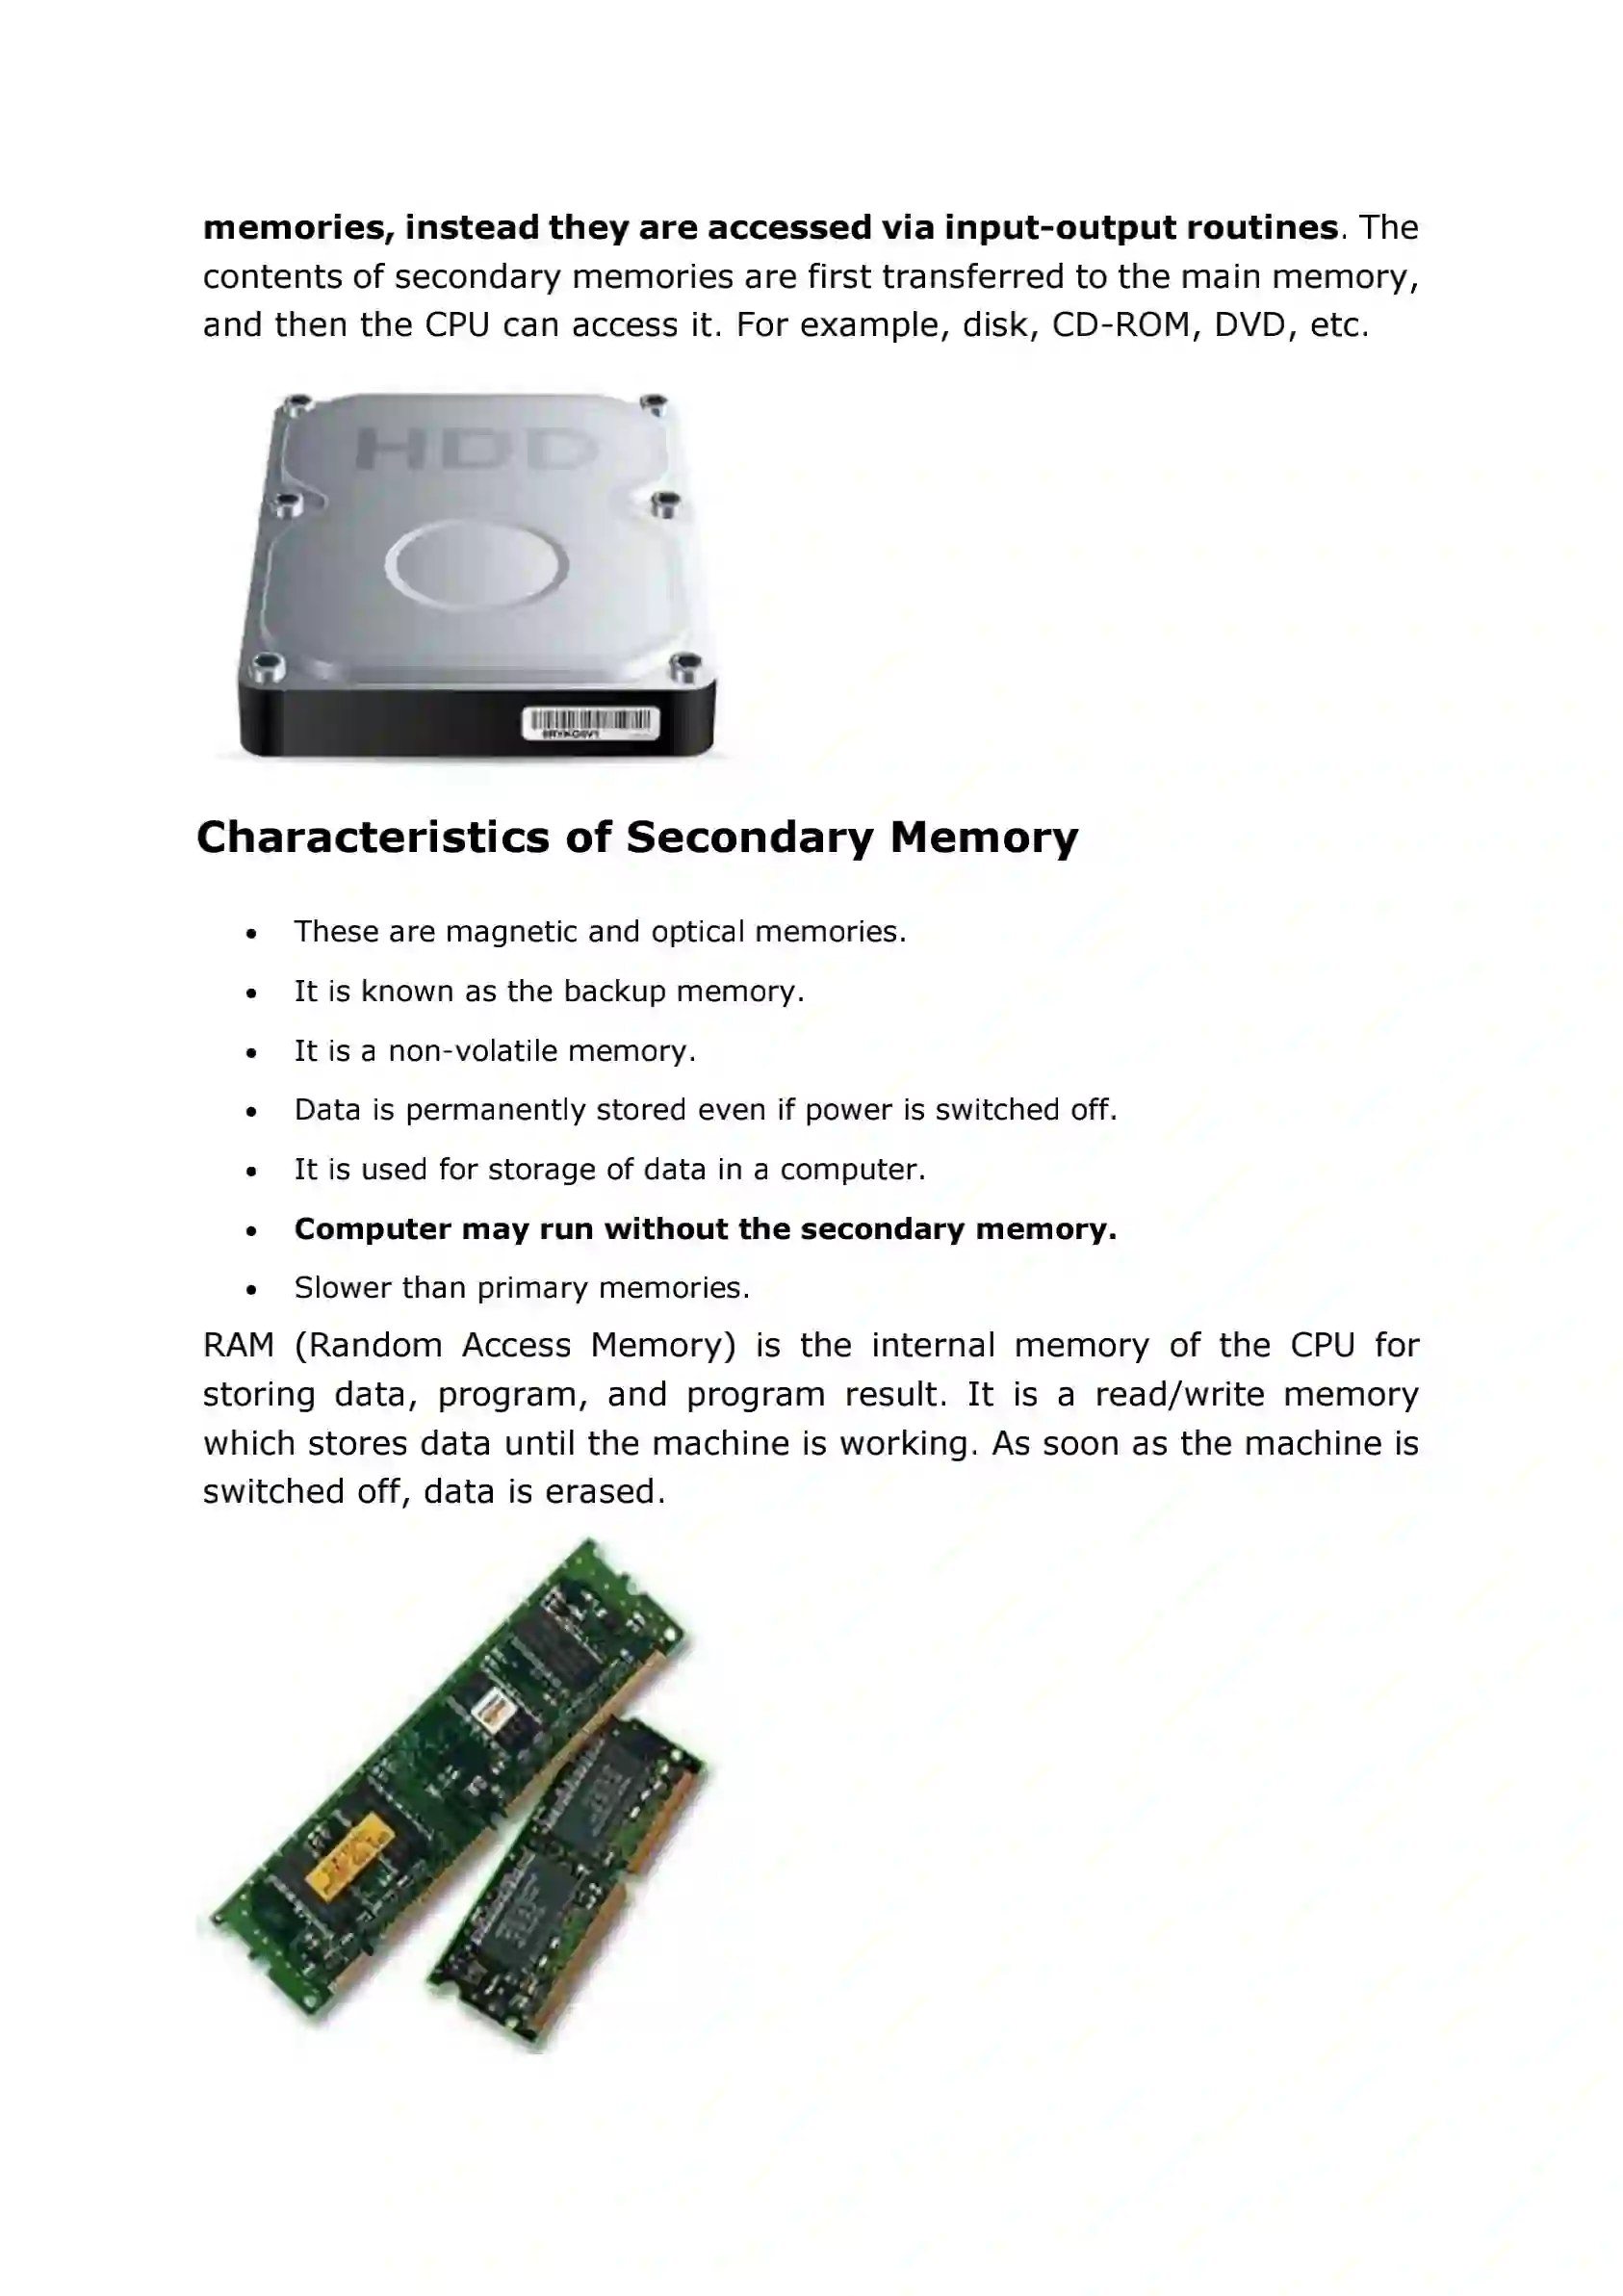 memories, instead they are accessed via input-output routines. The
contents of secondary memories are first transferred to the main memory,
and then the CPU can access it. For example, disk, CD-ROM, DVD, etc.
HDD
Characteristics of Secondary Memory
• These are magnetic and optical memories.
• It is known as the backup memory.
• It is a non-volatile memory.
• Data is permanently stored even if power is switched off.
• It is used for storage of data in a computer.
• Computer may run without the secondary memory.
• Slower than primary memories.
RAM (Random Access Memory) is the internal memory of the CPU for
storing data, program, and program result. It is a read/write memory
which stores data until the machine is working. As soon as the machine is
switched off, data is erased.